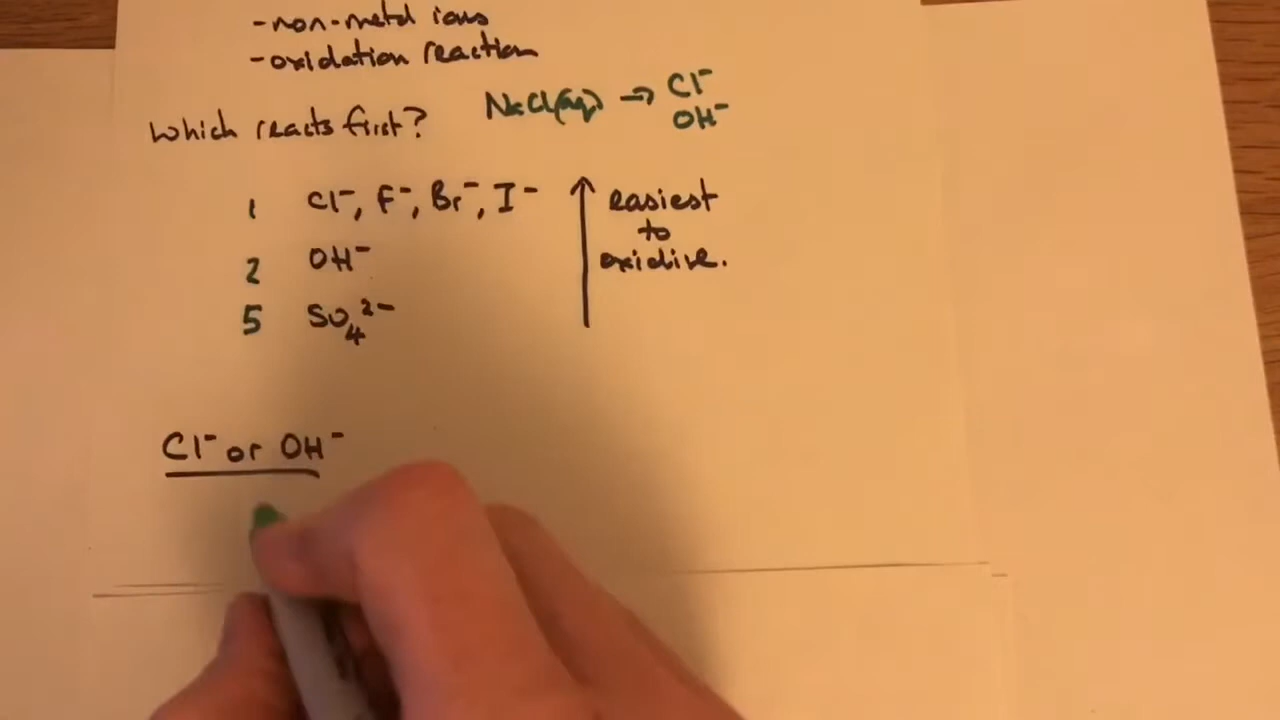 -non-metal ions
-oxidation reaction
NaCl(aq) → Cl⁻
OH⁻
Which reacts first?
1 Cl⁻, F⁻, Br⁻, I⁻
2 OH⁻
5 SO₄²⁻
easiest
to
oxidise.
Cl⁻ or OH⁻